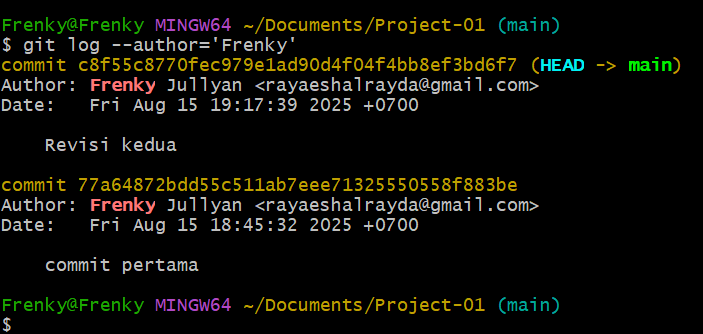 Frenky@Frenky MINGW64 ~/Documents/Project-01 (main)
$ git log --author='Frenky'
commit c8f55c8770fec979e1ad90d4f04f4bb8ef3bd6f7 (HEAD -> main)
Author: Frenky Jullyan <rayaeshalrayda@gmail.com>
Date:   Fri Aug 15 19:17:39 2025 +0700
    Revisi kedua
commit 77a64872bdd55c511ab7eee71325550558f883be
Author: Frenky Jullyan <rayaeshalrayda@gmail.com>
Date:   Fri Aug 15 18:45:32 2025 +0700
    commit pertama
Frenky@Frenky MINGW64 ~/Documents/Project-01 (main)
$